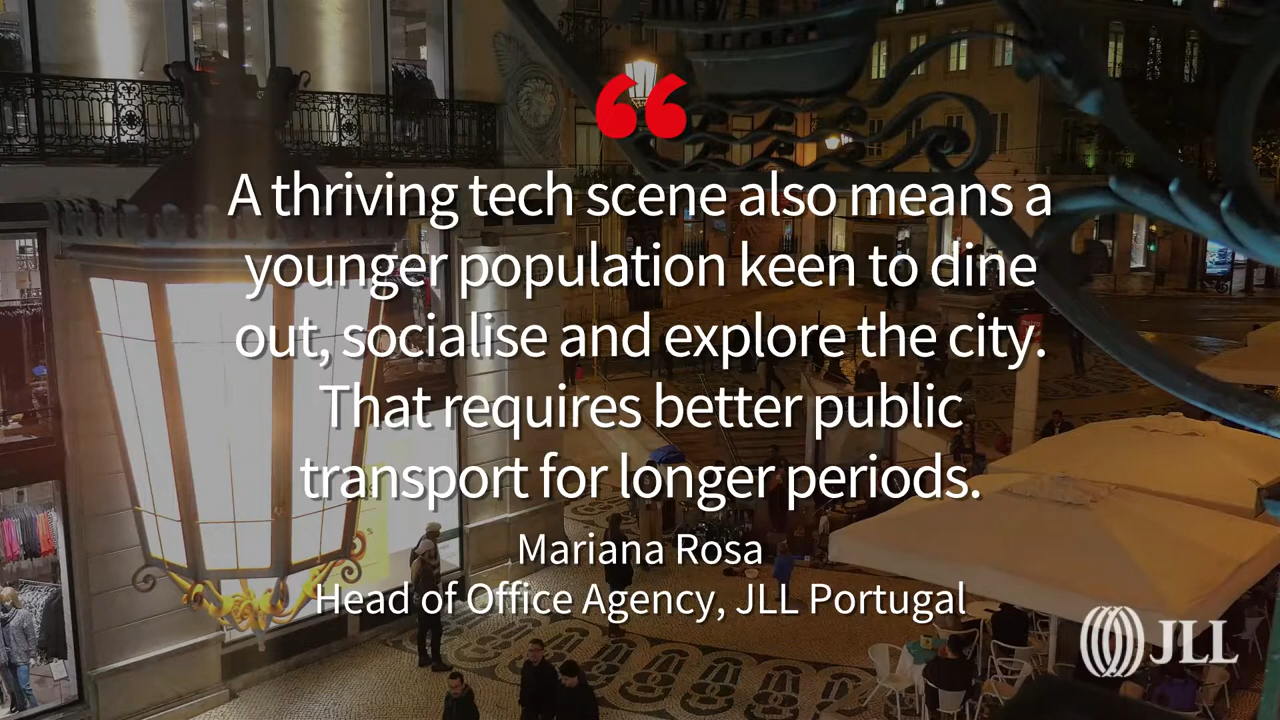 “
A thriving tech scene also means a
younger population keen to dine
out, socialise and explore the city.
That requires better public
transport for longer periods.
Mariana Rosa
Head of Office Agency, JLL Portugal
JLL